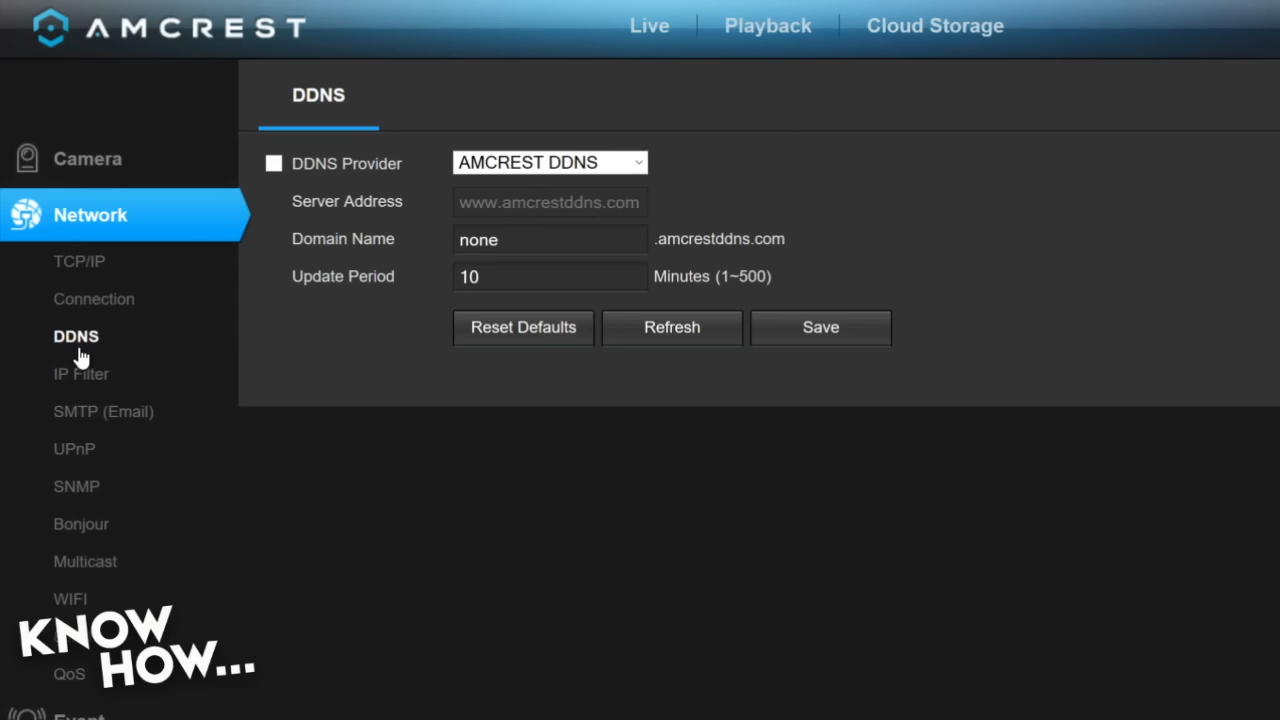 AMCREST
Live
Playback
Cloud Storage
DDNS
Camera
Network
TCP/IP
Connection
DDNS
IP Filter
SMTP (Email)
UPnP
SNMP
Bonjour
Multicast
WIFI
QoS
Event
DDNS Provider AMCREST DDNS
Server Address www.amcrestddns.com
Domain Name none .amcrestddns.com
Update Period 10 Minutes (1~500)
Reset Defaults Refresh Save
KNOW
HOW...